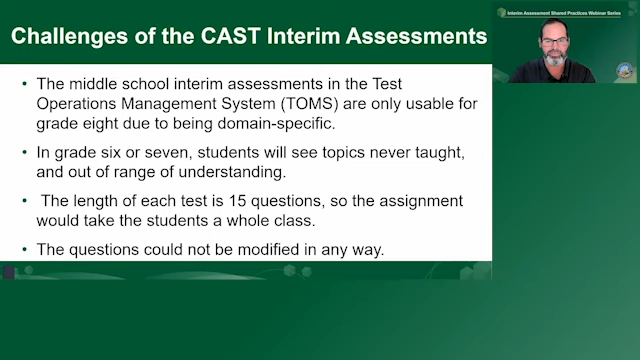 Interim Assessment Shared Practices Webinar Series
Challenges of the CAST Interim Assessments
• The middle school interim assessments in the Test
Operations Management System (TOMS) are only usable for
grade eight due to being domain-specific.
• In grade six or seven, students will see topics never taught,
and out of range of understanding.
• The length of each test is 15 questions, so the assignment
would take the students a whole class.
• The questions could not be modified in any way.